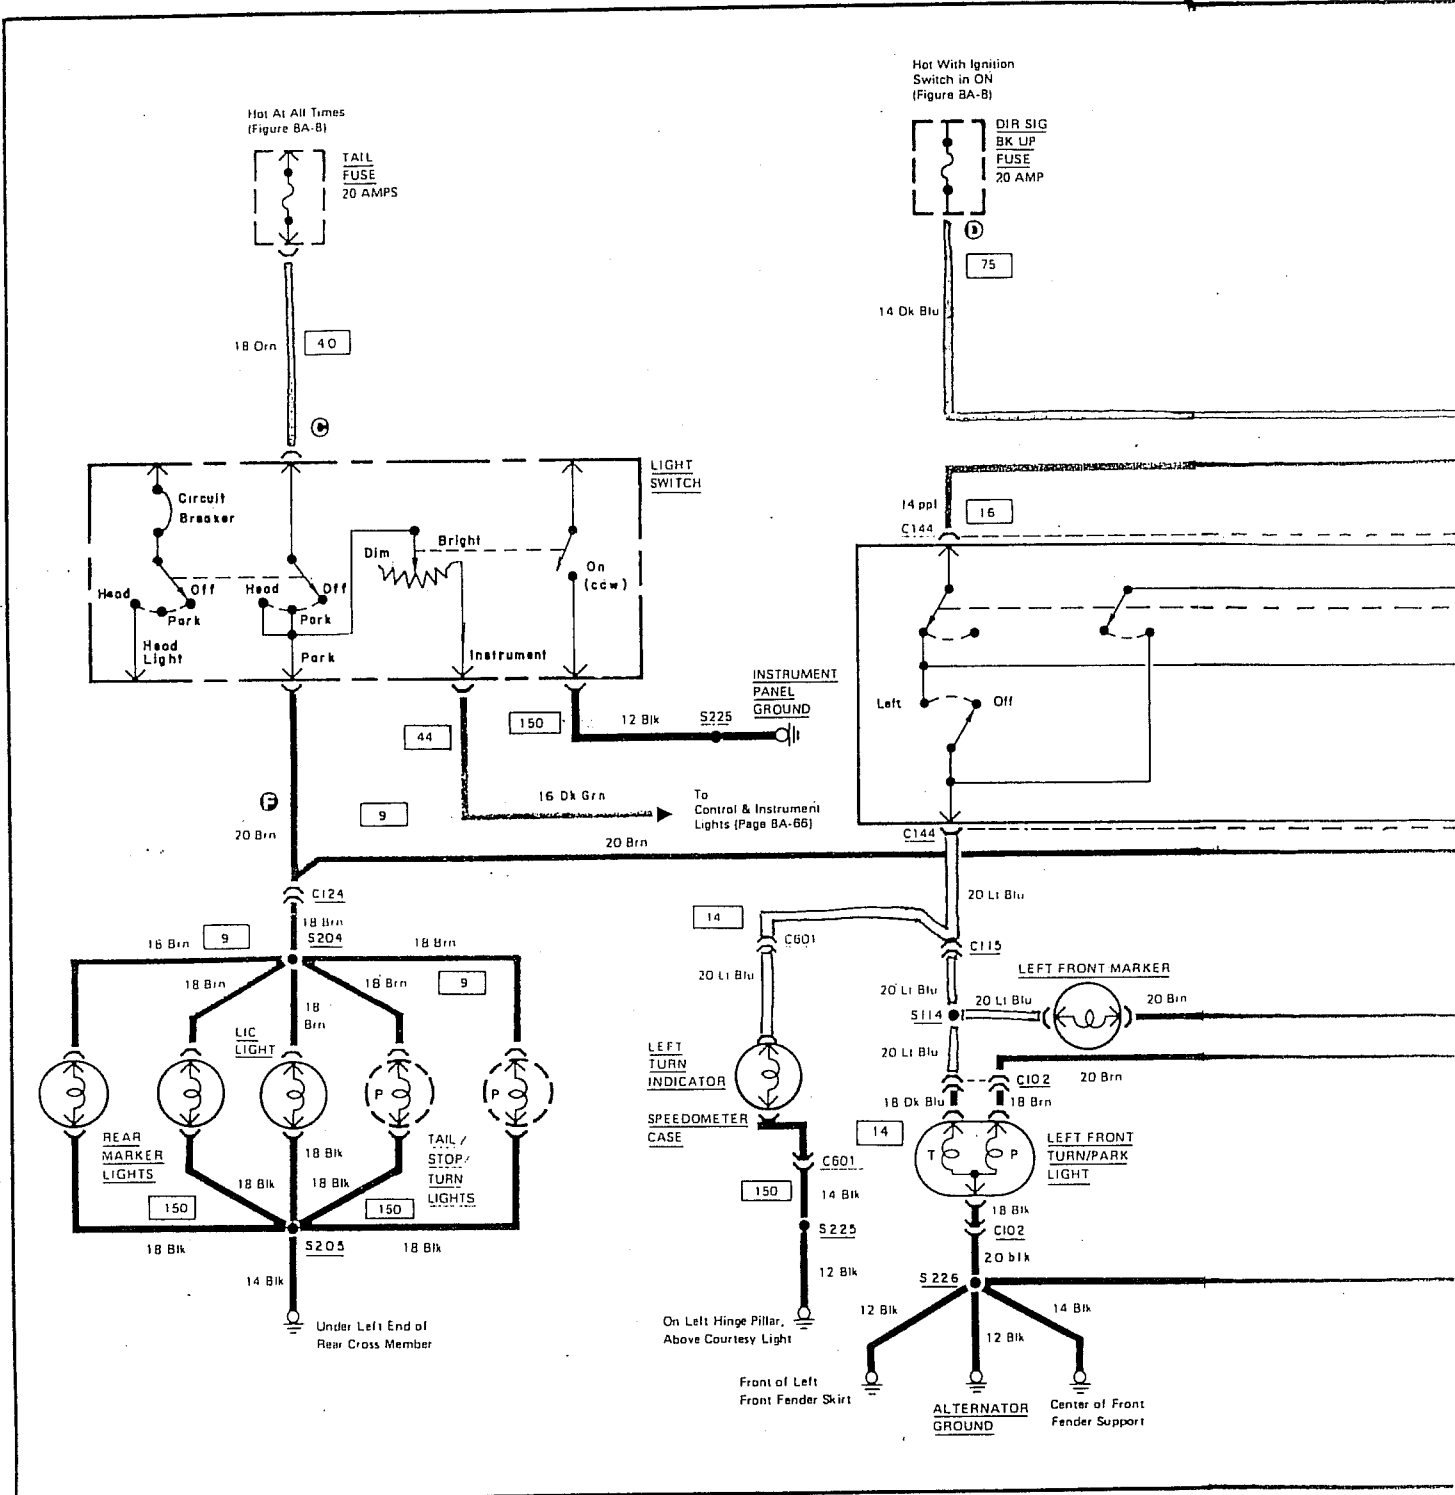 Hot At All Times
(Figure 8A-8)
TAIL
FUSE
20 AMPS
Hot With Ignition
Switch in ON
(Figure 8A-8)
DIR SIG
BK UP
FUSE
20 AMP
D
75
14 Dk Blu
18 Orn
40
C
LIGHT
SWITCH
Circuit
Breaker
Head
Off
Park
Head
Light
Head
Off
Park
Park
Dim
Bright
On
(ccw)
Instrument
14 ppl
16
C144
Left
Off
C144
INSTRUMENT
PANEL
GROUND
44
150
12 Blk
S225
16 Dk Grn
To
Control & Instrument
Lights (Page 8A-66)
F
9
20 Brn
20 Brn
C124
18 Brn
S204
16 Brn
9
18 Brn
18 Brn
18
Brn
18 Brn
9
LIC
LIGHT
P
P
REAR
MARKER
LIGHTS
TAIL/
STOP/
TURN
LIGHTS
18 Blk
18 Blk
18 Blk
150
150
18 Blk
S205
18 Blk
14 Blk
Under Left End of
Rear Cross Member
20 Lt Blu
14
C601
C115
20 Lt Blu
LEFT FRONT MARKER
20 Lt Blu
20 Lt Blu
20 Brn
S114
20 Lt Blu
LEFT
TURN
INDICATOR
C102
20 Brn
18 Dk Blu
18 Brn
SPEEDOMETER
CASE
14
T
P
LEFT FRONT
TURN/PARK
LIGHT
C601
150
14 Blk
18 Blk
C102
S225
20 blk
12 Blk
S 226
12 Blk
14 Blk
12 Blk
On Left Hinge Pillar,
Above Courtesy Light
Front of Left
Front Fender Skirt
ALTERNATOR
GROUND
Center of Front
Fender Support